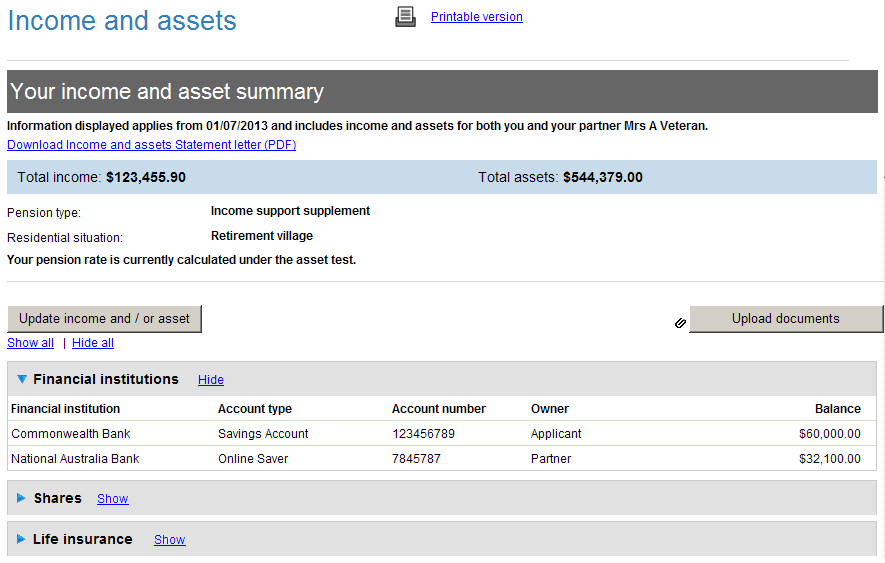 Income and assets
Printable version
Your income and asset summary
Information displayed applies from 01/07/2013 and includes income and assets for both you and your partner Mrs A Veteran.
Download Income and assets Statement letter (PDF)
Total income: $123,455.90 Total assets: $544,379.00
Pension type: Income support supplement
Residential situation: Retirement village
Your pension rate is currently calculated under the asset test.
Update income and / or asset Upload documents
Show all | Hide all
Financial institutions Hide
Financial institution Account type Account number Owner Balance
Commonwealth Bank Savings Account 123456789 Applicant $60,000.00
National Australia Bank Online Saver 7845787 Partner $32,100.00
Shares Show
Life insurance Show